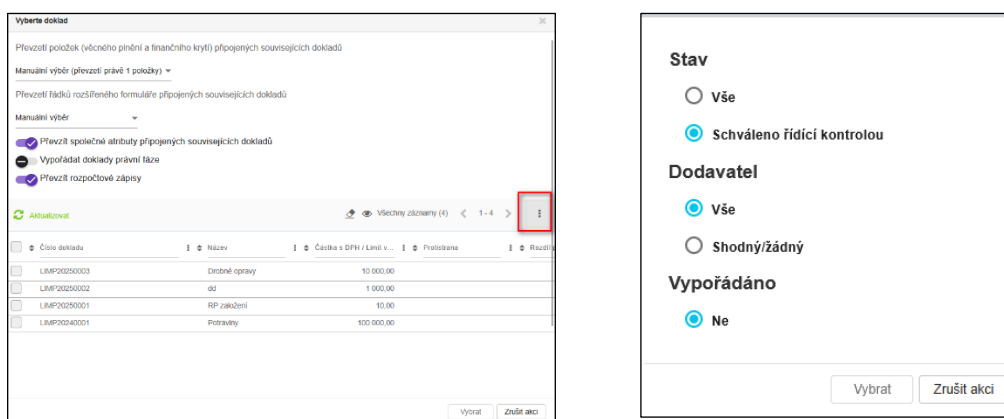 Vyberte doklad
Převzetí položek (věcného plnění a finančního krytí) připojených souvisejících dokladů
Manuální výběr (převzetí právě 1 položky)
Převzetí řádků rozšířeného formuláře připojených souvisejících dokladů
Manuální výběr
Převzít společné atributy připojených souvisejících dokladů
Vypořádat doklady právní fáze
Převzít rozpočtové zápisy
Aktualizovat
Všechny záznamy (4)
1 - 4
Číslo dokladu Název Částka s DPH / Limit v... Protistrana
LIMP20250003 Drobné opravy 10 000,00
LIMP20250002 dd 1 000,00
LIMP20250001 RP založení 10,00
LIMP20240001 Potraviny 100 000,00
Vybrat Zrušit akci
Stav
Vše
Schváleno řídící kontrolou
Dodavatel
Vše
Shodný/žádný
Vypořádáno
Ne
Vybrat Zrušit akci